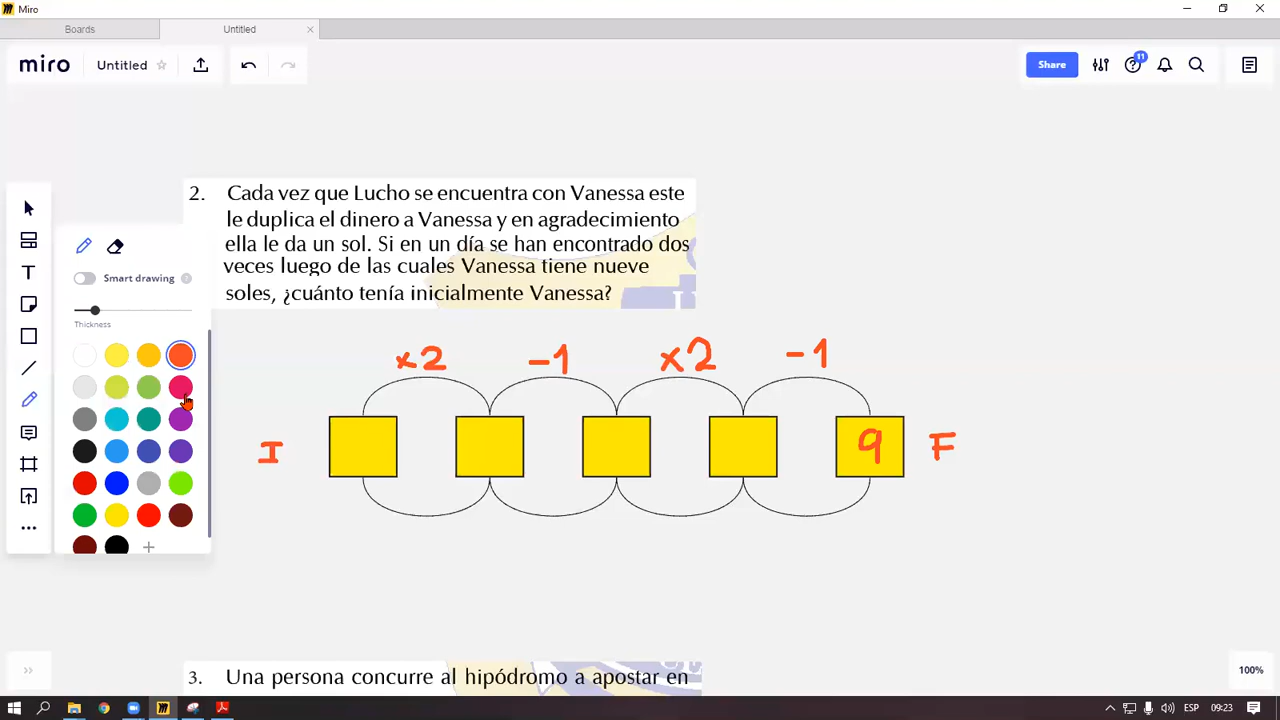 Miro
Boards
Untitled
miro
Untitled
Share
11
2. Cada vez que Lucho se encuentra con Vanessa este
le duplica el dinero a Vanessa y en agradecimiento
ella le da un sol. Si en un día se han encontrado dos
veces luego de las cuales Vanessa tiene nueve
soles, ¿cuánto tenía inicialmente Vanessa?
Smart drawing
Thickness
x2 -1 x2 -1
I 9 F
3. Una persona concurre al hipódromo a apostar en
100%
ESP 09:23